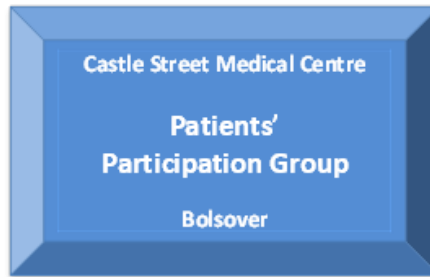 Castle Street Medical Centre
Patients’
Participation Group
Bolsover